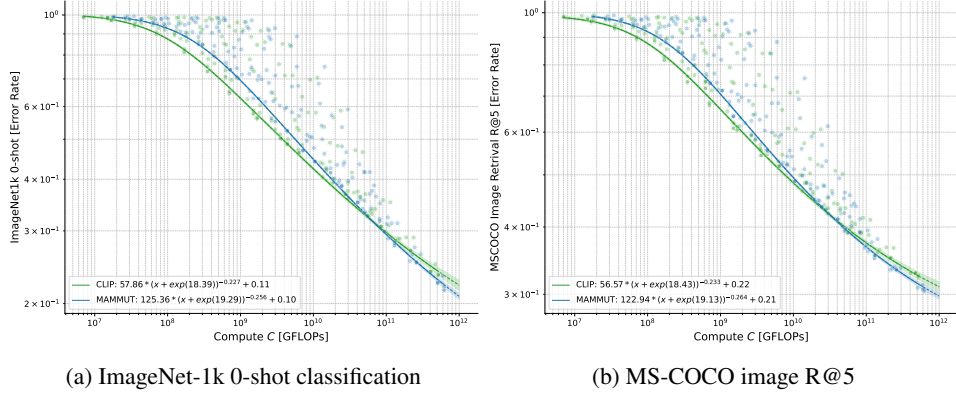 10⁰
6 × 10⁻¹
4 × 10⁻¹
3 × 10⁻¹
2 × 10⁻¹
ImageNet1k 0-shot [Error Rate]
CLIP: 57.86 * (x + exp(18.39))⁻⁰·²²⁷ + 0.11
MAMMUT: 125.36 * (x + exp(19.29))⁻⁰·²⁵⁶ + 0.10
10⁷ 10⁸ 10⁹ 10¹⁰ 10¹¹ 10¹²
Compute C [GFLOPs]
(a) ImageNet-1k 0-shot classification
10⁰
6 × 10⁻¹
4 × 10⁻¹
3 × 10⁻¹
MSCOCO Image Retrival R@5 [Error Rate]
CLIP: 56.57 * (x + exp(18.43))⁻⁰·²³³ + 0.22
MAMMUT: 122.94 * (x + exp(19.13))⁻⁰·²⁶⁴ + 0.21
10⁷ 10⁸ 10⁹ 10¹⁰ 10¹¹ 10¹²
Compute C [GFLOPs]
(b) MS-COCO image R@5